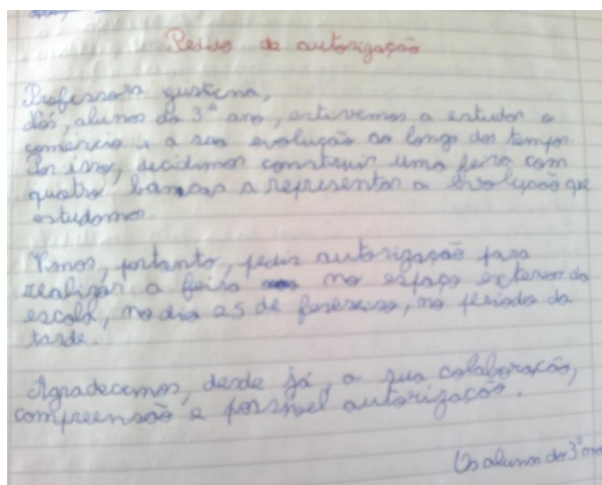 Pedido de autorização
Professora Justina,
Nós, alunos do 3º ano, estivemos a estudar o
comércio e a sua evolução ao longo dos tempos.
Por isso, decidimos construir uma feira com
quatro bancas a representar a evolução que
estudamos.
Vimos, portanto, pedir autorização para
realizar a feira no espaço exterior da
escola, no dia 25 de fevereiro, no período da
tarde.
Agradecemos, desde já, a sua colaboração,
compreensão e possível autorização.
Os alunos do 3º ano